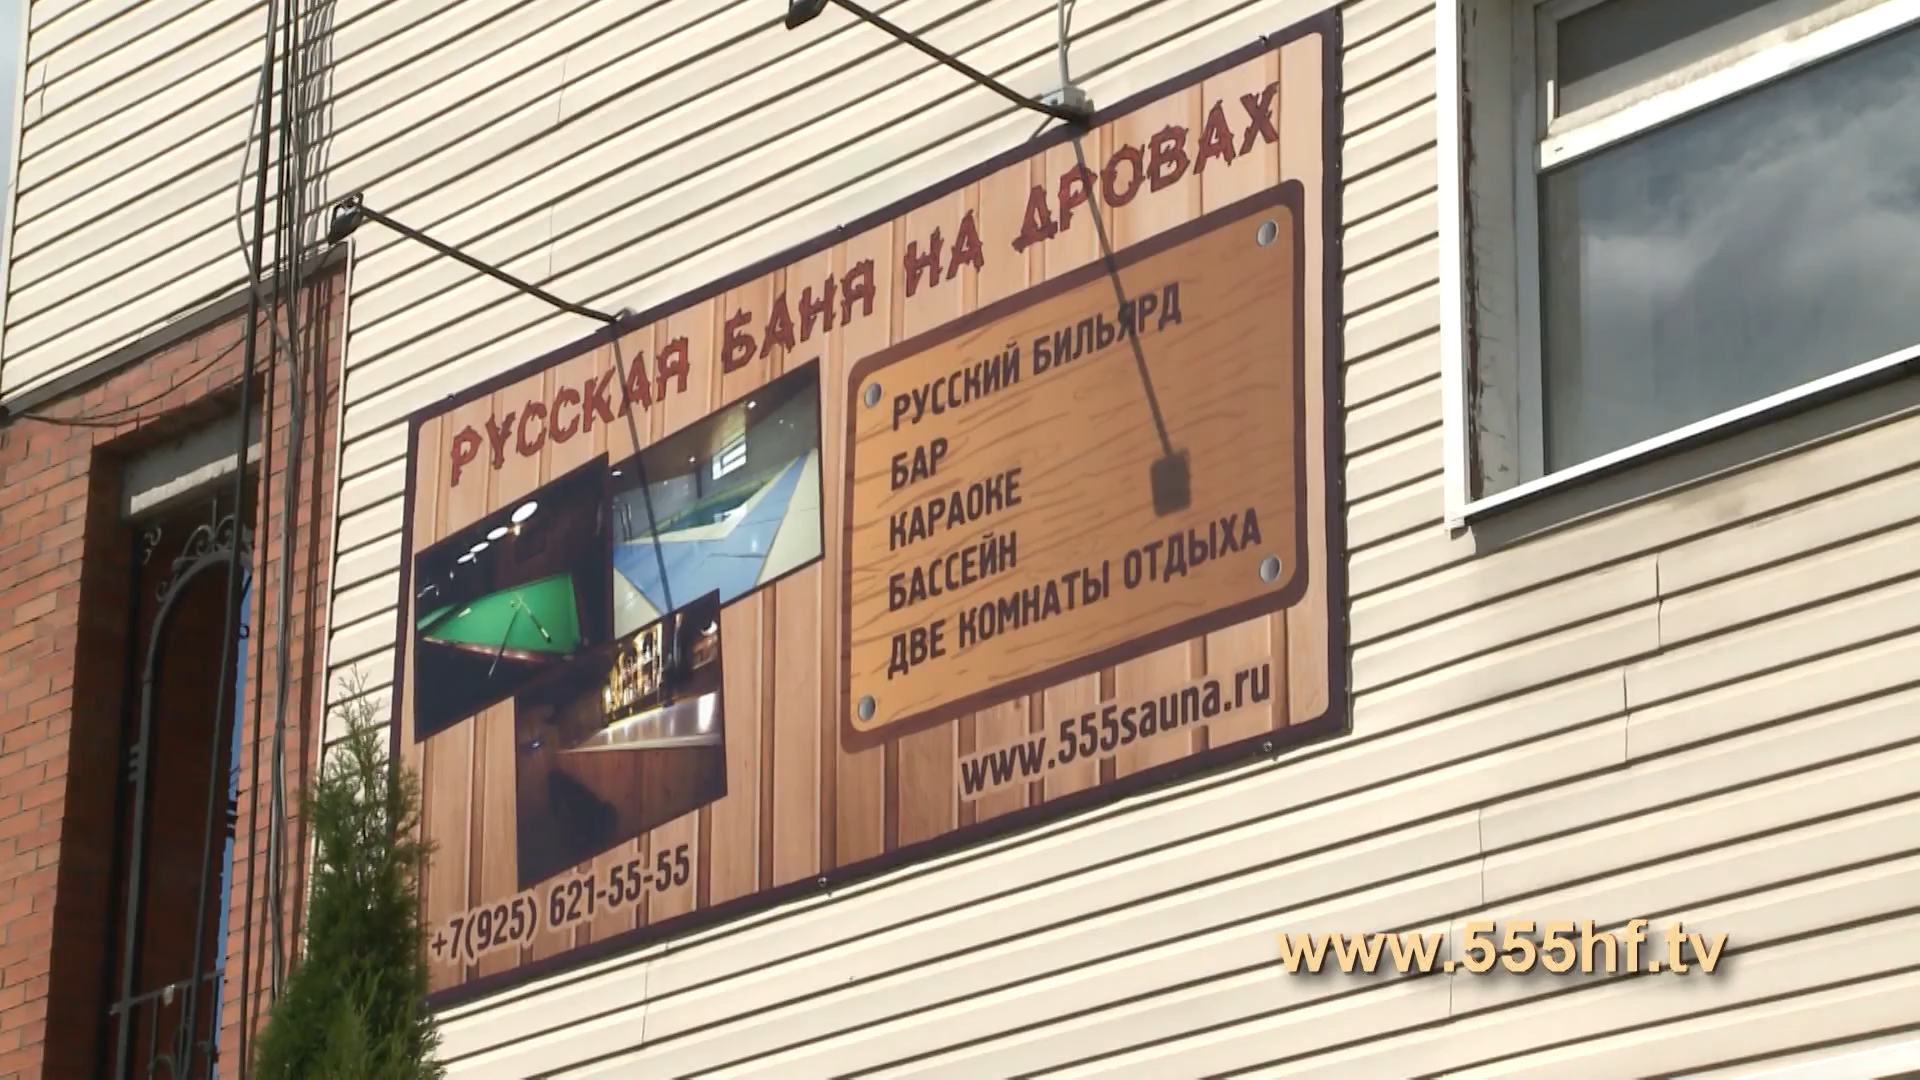 РУССКАЯ БАНЯ НА ДРОВАХ
РУССКИЙ БИЛЬЯРД
БАР
КАРАОКЕ
БАССЕЙН
ДВЕ КОМНАТЫ ОТДЫХА
www.555sauna.ru
+7(925) 621-55-55
www.555hf.tv